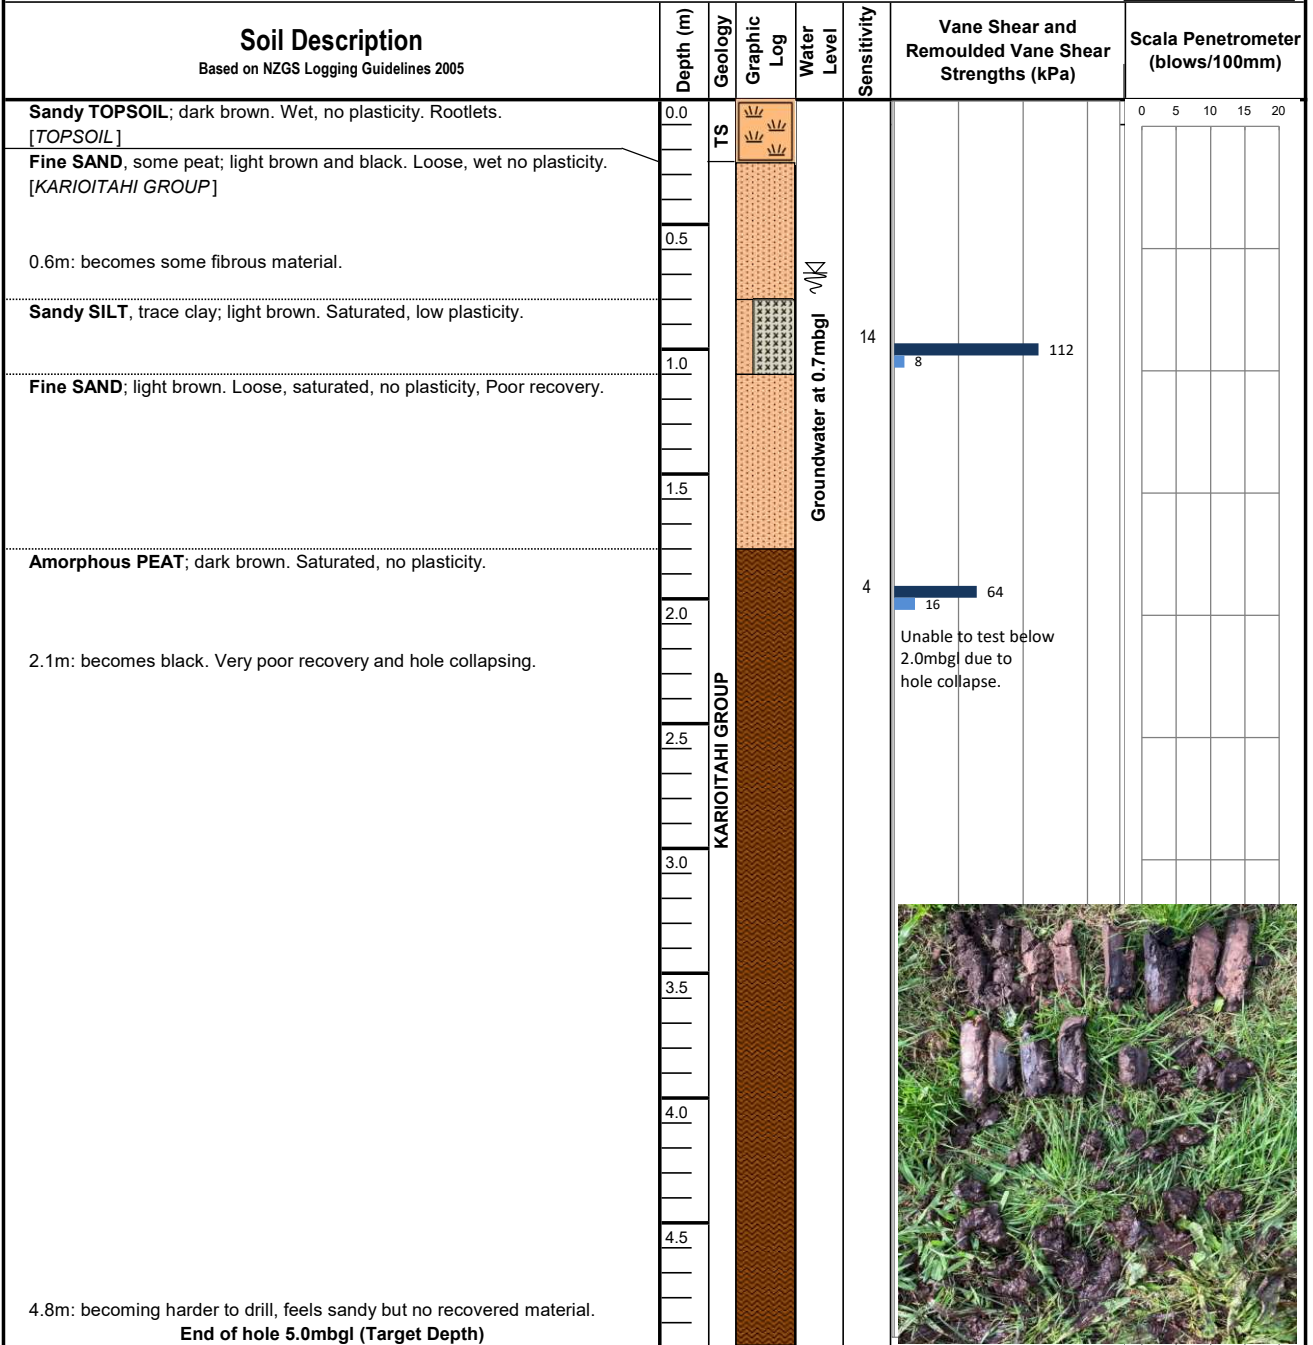 Soil Description
Based on NZGS Logging Guidelines 2005
Depth (m)
Geology
Graphic Log
Water Level
Sensitivity
Vane Shear and
Remoulded Vane Shear
Strengths (kPa)
Scala Penetrometer
(blows/100mm)
0 5 10 15 20
Sandy TOPSOIL; dark brown. Wet, no plasticity. Rootlets.
[TOPSOIL]
0.0
TS
Fine SAND, some peat; light brown and black. Loose, wet no plasticity.
[KARIOITAHI GROUP]
0.5
0.6m: becomes some fibrous material.
Sandy SILT, trace clay; light brown. Saturated, low plasticity.
Groundwater at 0.7mbgl
14
112
8
1.0
Fine SAND; light brown. Loose, saturated, no plasticity, Poor recovery.
1.5
Amorphous PEAT; dark brown. Saturated, no plasticity.
4
64
16
2.0
Unable to test below
2.0mbgl due to
hole collapse.
2.1m: becomes black. Very poor recovery and hole collapsing.
KARIOITAHI GROUP
2.5
3.0
3.5
4.0
4.5
4.8m: becoming harder to drill, feels sandy but no recovered material.
End of hole 5.0mbgl (Target Depth)